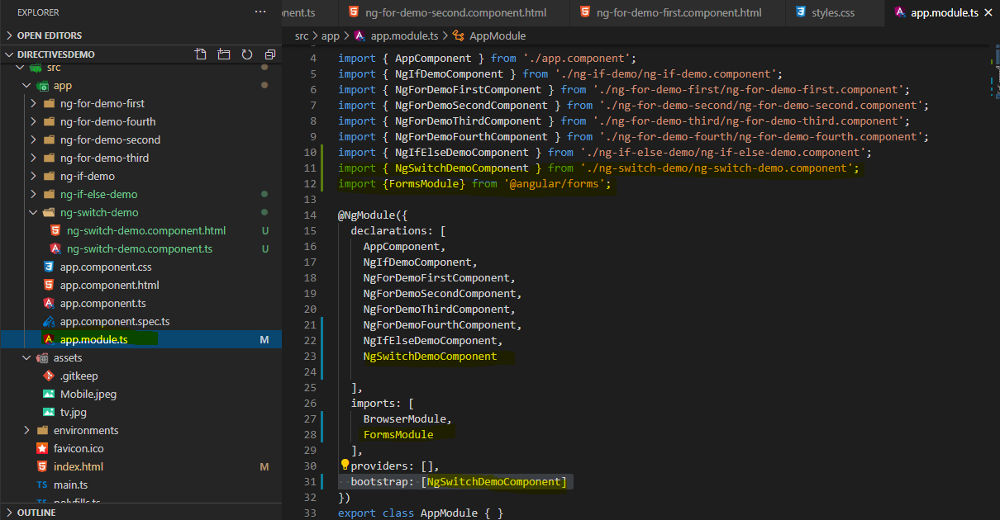 EXPLORER
···
OPEN EDITORS
DIRECTIVESDEMO
src
app
ng-for-demo-first
ng-for-demo-fourth
ng-for-demo-second
ng-for-demo-third
ng-if-demo
ng-if-else-demo
ng-switch-demo
ng-switch-demo.component.html U
ng-switch-demo.component.ts U
app.component.css
app.component.html
app.component.ts
app.component.spec.ts
app.module.ts M
assets
.gitkeep
Mobile.jpeg
tv.jpg
environments
favicon.ico
index.html M
TS main.ts
TS polyfills.ts
OUTLINE
nent.ts ng-for-demo-second.component.html ng-for-demo-first.component.html styles.css app.module.ts
src > app > app.module.ts > AppModule
4 import { AppComponent } from './app.component';
5 import { NgIfDemoComponent } from './ng-if-demo/ng-if-demo.component';
6 import { NgForDemoFirstComponent } from './ng-for-demo-first/ng-for-demo-first.component';
7 import { NgForDemoSecondComponent } from './ng-for-demo-second/ng-for-demo-second.component';
8 import { NgForDemoThirdComponent } from './ng-for-demo-third/ng-for-demo-third.component';
9 import { NgForDemoFourthComponent } from './ng-for-demo-fourth/ng-for-demo-fourth.component';
10 import { NgIfElseDemoComponent } from './ng-if-else-demo/ng-if-else-demo.component';
11 import { NgSwitchDemoComponent } from './ng-switch-demo/ng-switch-demo.component';
12 import {FormsModule} from '@angular/forms';
13
14 @NgModule({
15 declarations: [
16 AppComponent,
17 NgIfDemoComponent,
18 NgForDemoFirstComponent,
19 NgForDemoSecondComponent,
20 NgForDemoThirdComponent,
21 NgForDemoFourthComponent,
22 NgIfElseDemoComponent,
23 NgSwitchDemoComponent
24
25 ],
26 imports: [
27 BrowserModule,
28 FormsModule
29 ],
30 providers: [],
31 bootstrap: [NgSwitchDemoComponent]
32 })
33 export class AppModule { }